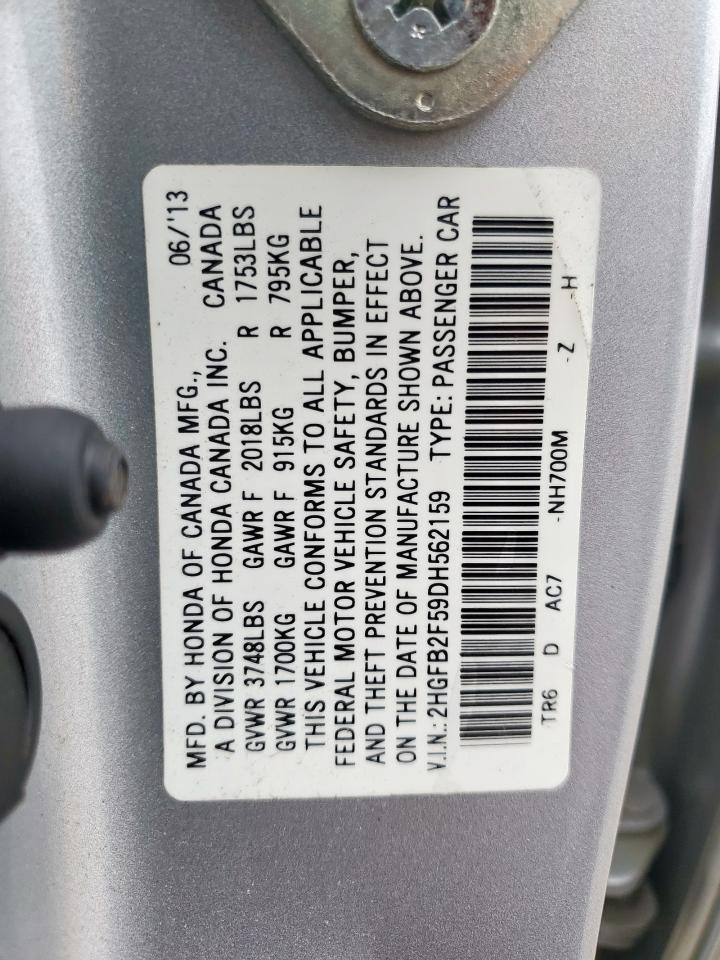 MFD. BY HONDA OF CANADA MFG., 06/'13
A DIVISION OF HONDA CANADA INC. CANADA
GVWR 3748LBS GAWR F 2018LBS R 1753LBS
GVWR 1700KG GAWR F 915KG R 795KG
THIS VEHICLE CONFORMS TO ALL APPLICABLE
FEDERAL MOTOR VEHICLE SAFETY, BUMPER,
AND THEFT PREVENTION STANDARDS IN EFFECT
ON THE DATE OF MANUFACTURE SHOWN ABOVE.
V.I.N.: 2HGFB2F59DH562159 TYPE: PASSENGER CAR
TR6 D AC7 -NH700M -Z -H
C